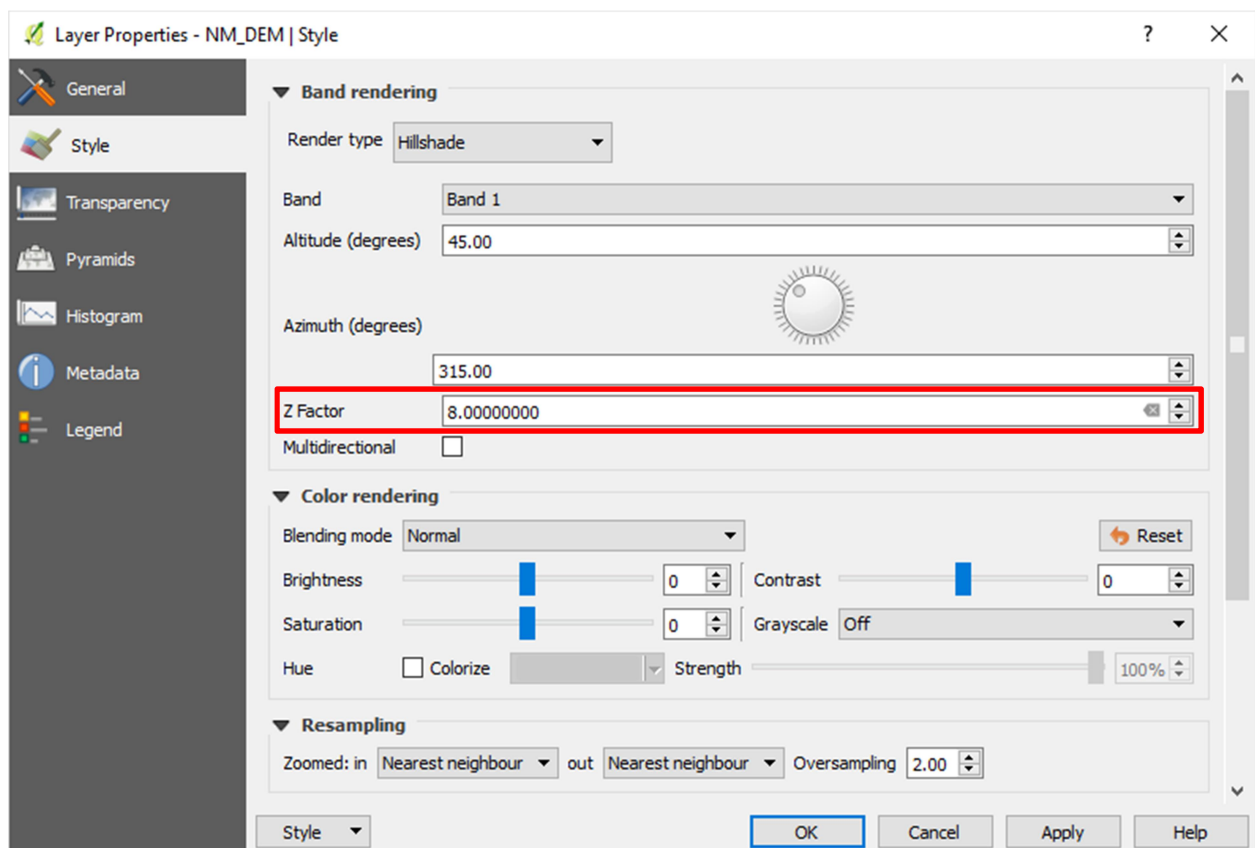 Layer Properties - NM_DEM | Style
?
General
Style
Transparency
Pyramids
Histogram
Metadata
Legend
Band rendering
Render type Hillshade
Band Band 1
Altitude (degrees) 45.00
Azimuth (degrees)
315.00
Z Factor 8.00000000
Multidirectional
Color rendering
Blending mode Normal Reset
Brightness 0 Contrast 0
Saturation 0 Grayscale Off
Hue Colorize Strength 100%
Resampling
Zoomed: in Nearest neighbour out Nearest neighbour Oversampling 2.00
Style OK Cancel Apply Help